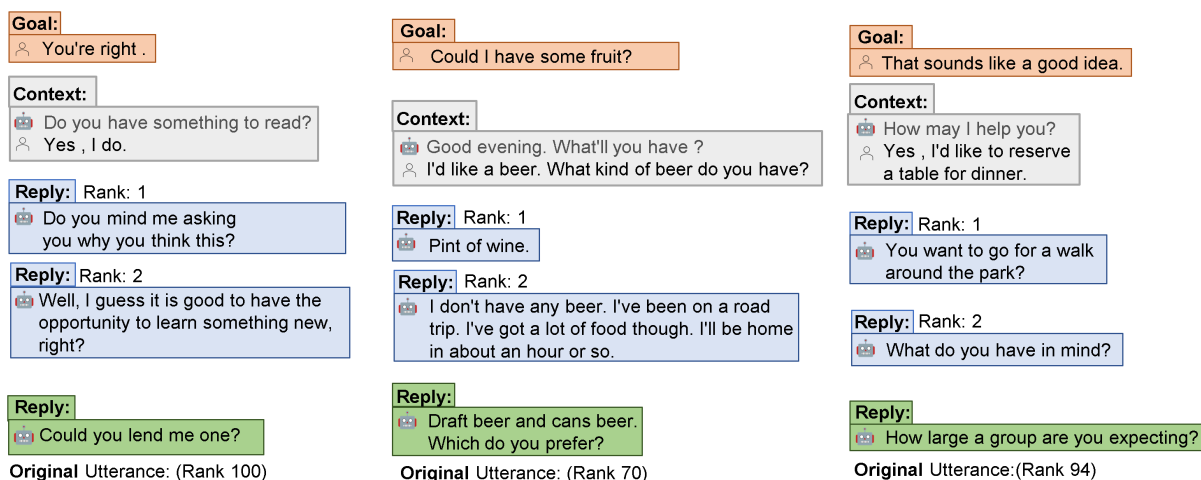 Goal:
You're right .
Context:
Do you have something to read?
Yes , I do.
Reply: Rank: 1
Do you mind me asking
you why you think this?
Reply: Rank: 2
Well, I guess it is good to have the
opportunity to learn something new,
right?
Reply:
Could you lend me one?
Original Utterance: (Rank 100)
Goal:
Could I have some fruit?
Context:
Good evening. What'll you have ?
I'd like a beer. What kind of beer do you have?
Reply: Rank: 1
Pint of wine.
Reply: Rank: 2
I don't have any beer. I've been on a road
trip. I've got a lot of food though. I'll be home
in about an hour or so.
Reply:
Draft beer and cans beer.
Which do you prefer?
Original Utterance: (Rank 70)
Goal:
That sounds like a good idea.
Context:
How may I help you?
Yes , I'd like to reserve
a table for dinner.
Reply: Rank: 1
You want to go for a walk
around the park?
Reply: Rank: 2
What do you have in mind?
Reply:
How large a group are you expecting?
Original Utterance:(Rank 94)